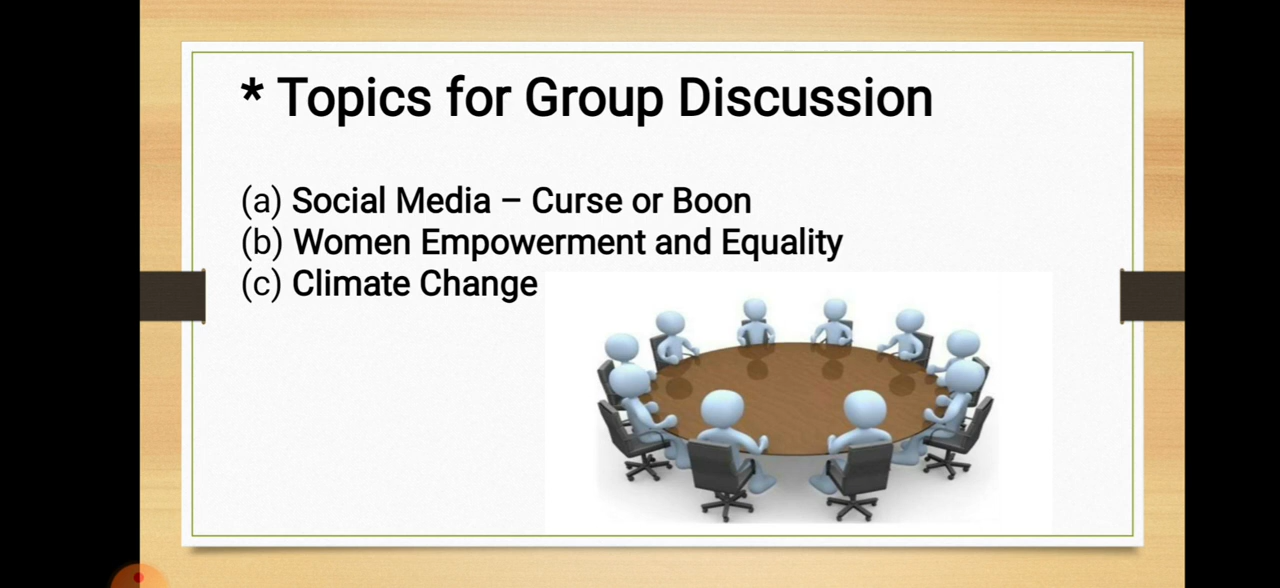 * Topics for Group Discussion
(a) Social Media – Curse or Boon
(b) Women Empowerment and Equality
(c) Climate Change